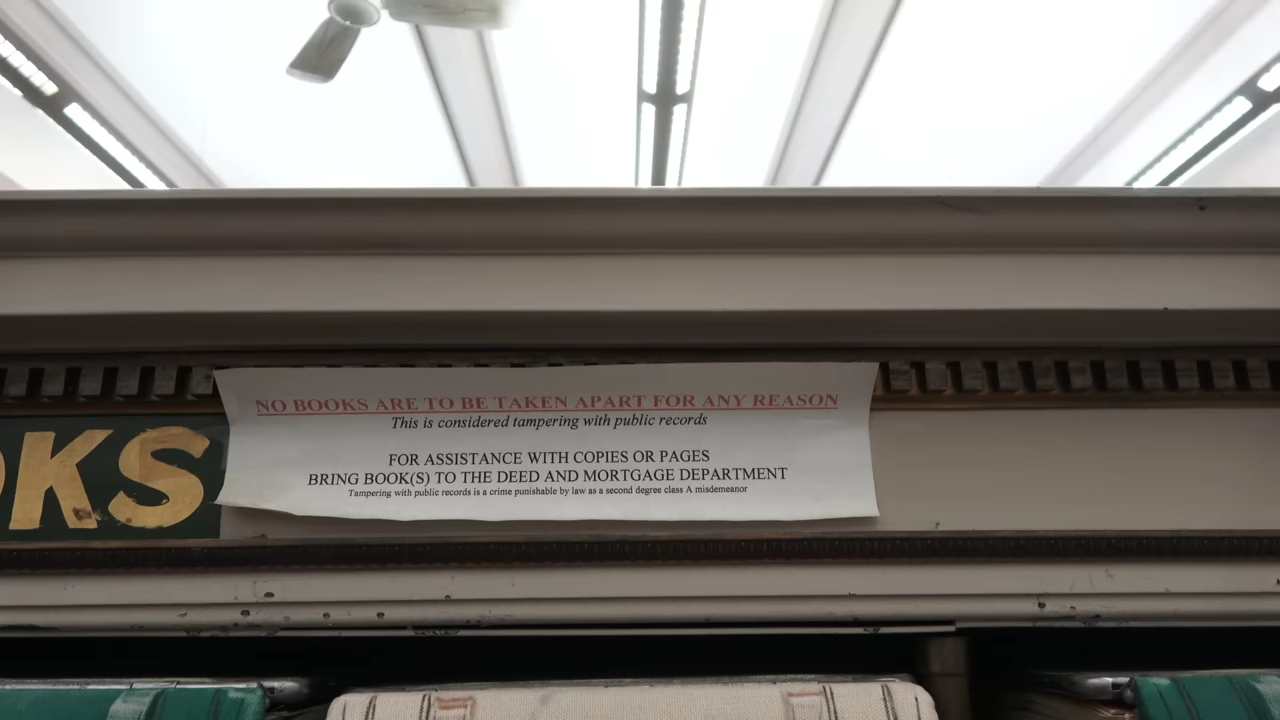 NO BOOKS ARE TO BE TAKEN APART FOR ANY REASON
This is considered tampering with public records
FOR ASSISTANCE WITH COPIES OR PAGES
BRING BOOK(S) TO THE DEED AND MORTGAGE DEPARTMENT
Tampering with public records is a crime punishable by law as a second degree class A misdemeanor
OKS